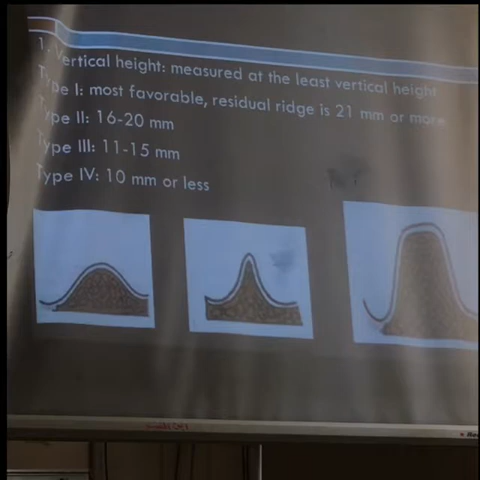 1. Vertical height: measured at the least vertical height
Type I: most favorable, residual ridge is 21 mm or more
Type II: 16-20 mm
Type III: 11-15 mm
Type IV: 10 mm or less